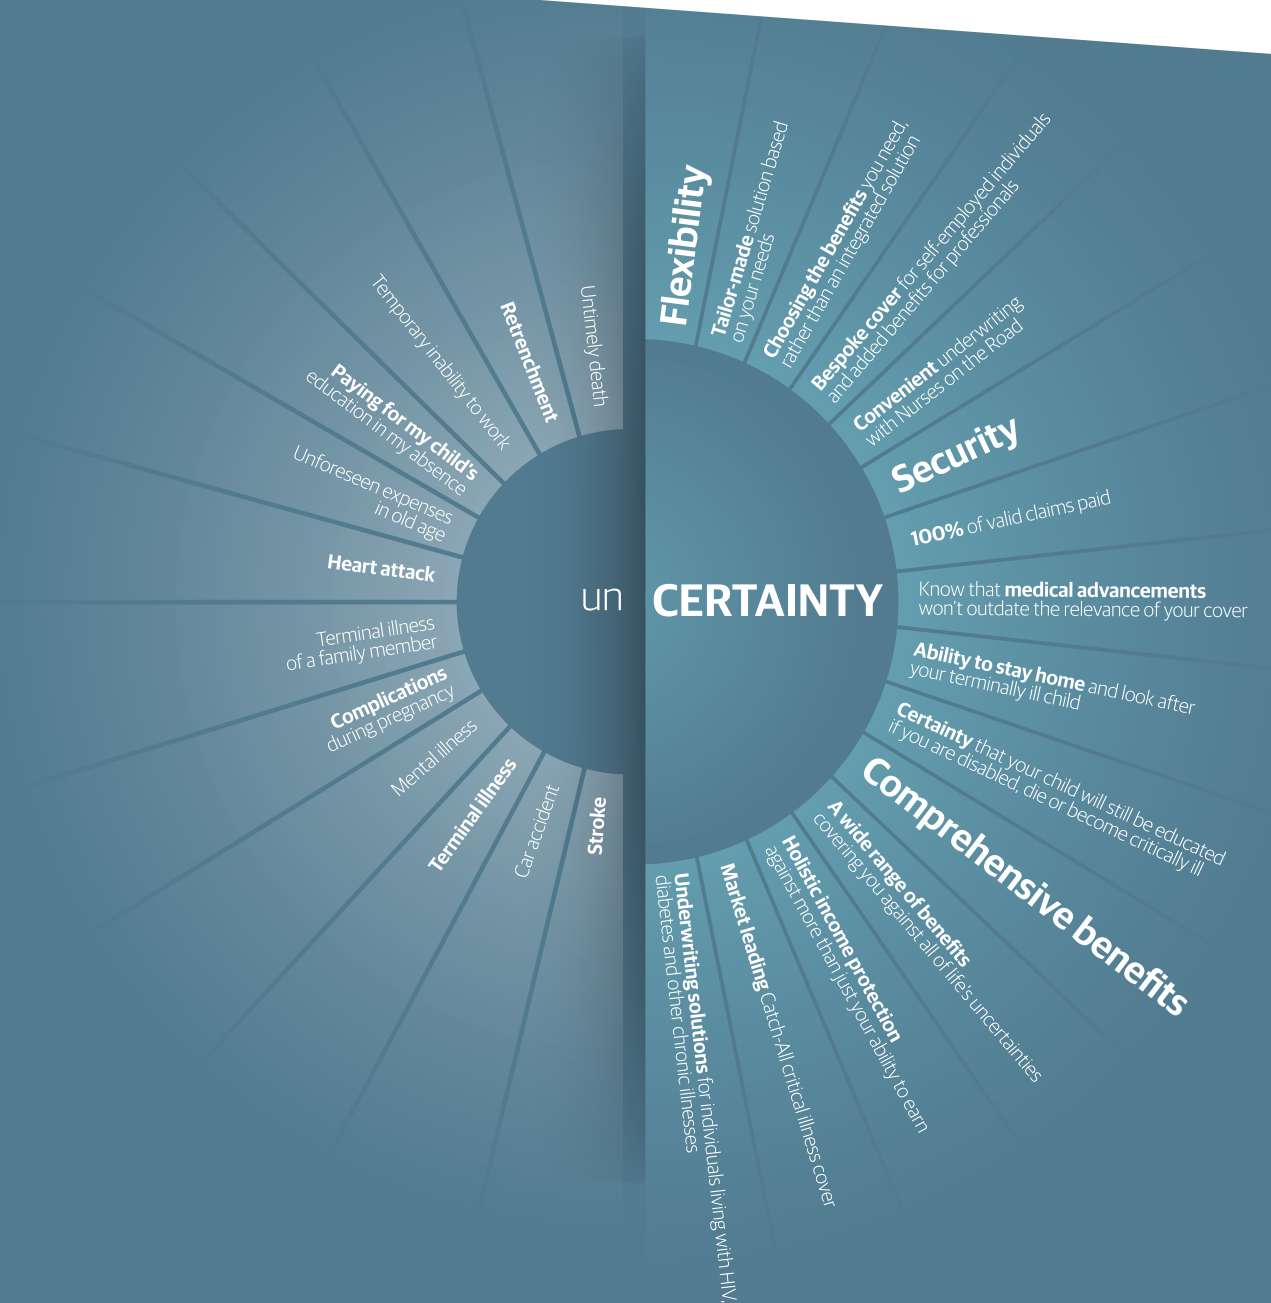 Untimely death
Retrenchment
Temporary inability to work
Paying for my child's
education in my absence
Unforeseen expenses
in old age
Heart attack
Terminal illness
of a family member
Complications
during pregnancy
Mental illness
Terminal illness
Car accident
Stroke
un CERTAINTY
Flexibility
Tailor-made solution based
on your needs
Choosing the benefits you need,
rather than an integrated solution
Bespoke cover for self-employed individuals
and added benefits for professionals
Convenient underwriting
with Nurses on the Road
Security
100% of valid claims paid
Know that medical advancements
won't outdate the relevance of your cover
Ability to stay home and look after
your terminally ill child
Certainty that your child will still be educated
if you are disabled, die or become critically ill
Comprehensive benefits
A wide range of benefits
covering you against all of life's uncertainties
Holistic income protection
against more than just your ability to earn
Market leading Catch-All critical illness cover
Underwriting solutions for individuals living with HIV,
diabetes and other chronic illnesses